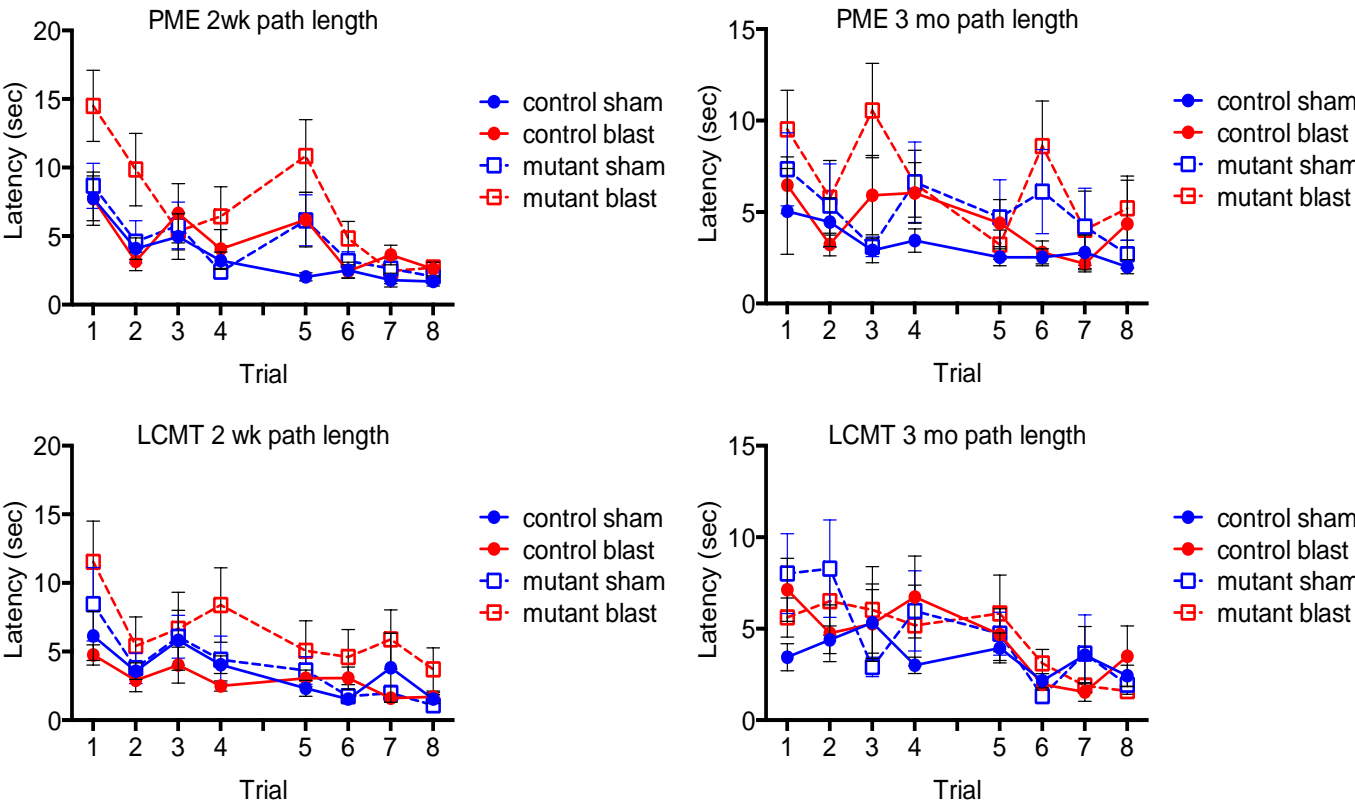 PME 2wk path length
20
15
10
5
0
Latency (sec)
1 2 3 4 5 6 7 8
Trial
control sham
control blast
mutant sham
mutant blast
PME 3 mo path length
15
10
5
0
Latency (sec)
1 2 3 4 5 6 7 8
Trial
control sham
control blast
mutant sham
mutant blast
LCMT 2 wk path length
20
15
10
5
0
Latency (sec)
1 2 3 4 5 6 7 8
Trial
control sham
control blast
mutant sham
mutant blast
LCMT 3 mo path length
15
10
5
0
Latency (sec)
1 2 3 4 5 6 7 8
Trial
control sham
control blast
mutant sham
mutant blast